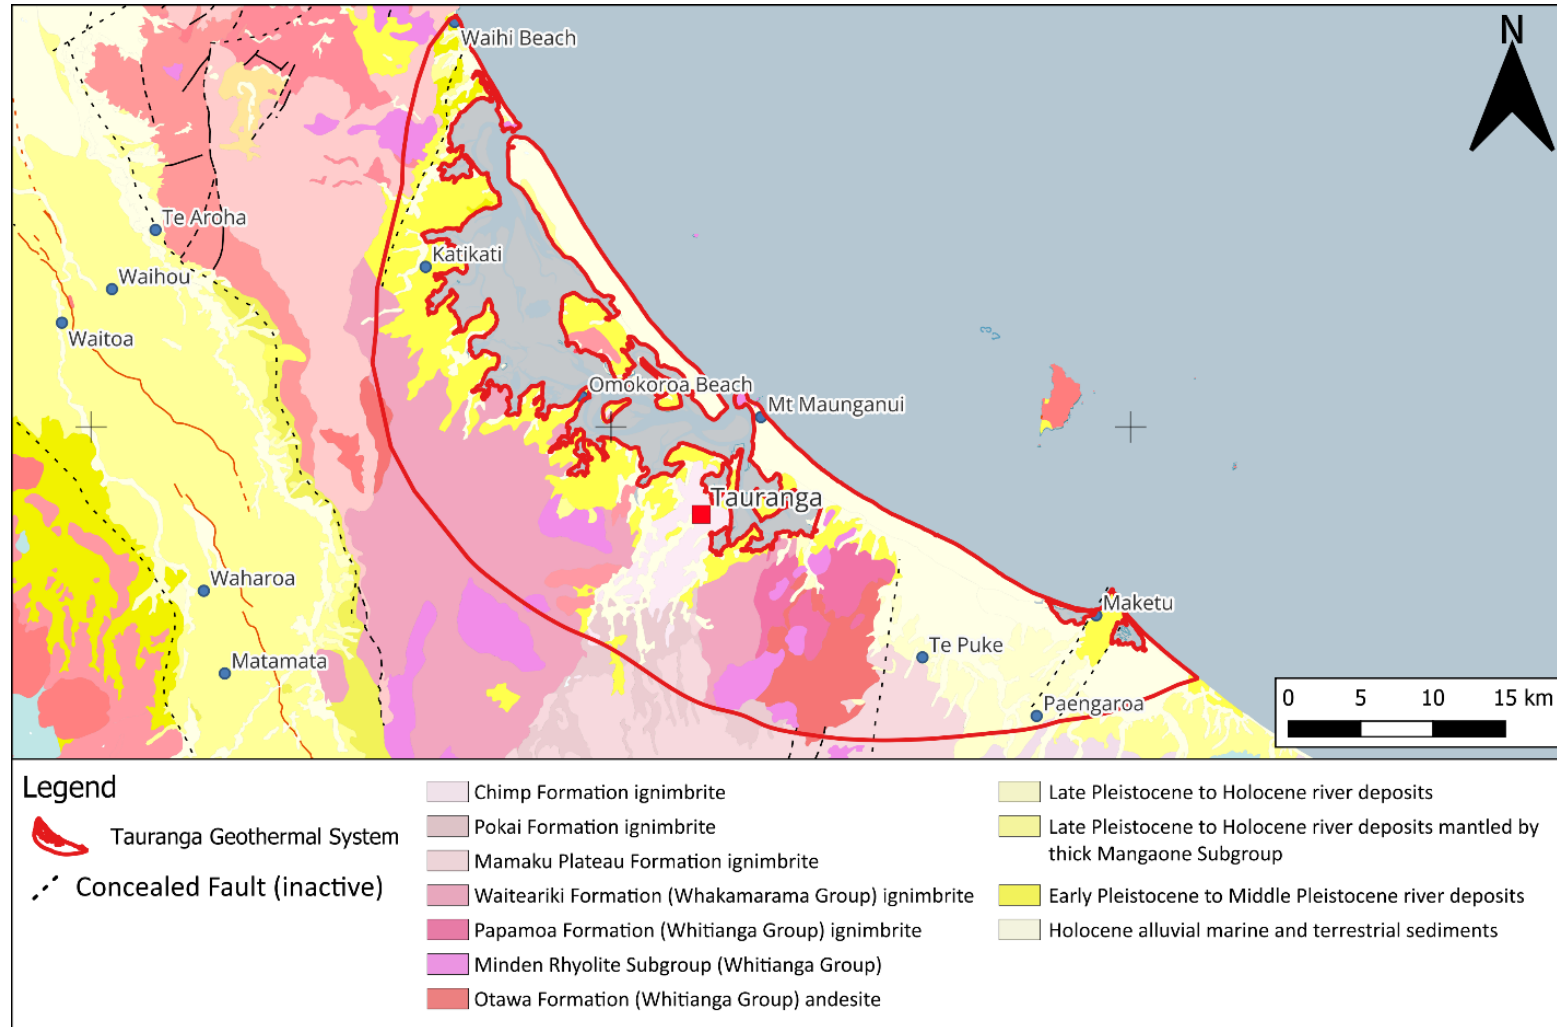 N
Waihi Beach
Te Aroha
Katikati
Waihou
Waitoa
Omokoroa Beach
Mt Maunganui
Tauranga
Waharoa
Maketu
Te Puke
Matamata
Paengaroa
0 5 10 15 km
Legend
Tauranga Geothermal System
Concealed Fault (inactive)
Chimp Formation ignimbrite
Pokai Formation ignimbrite
Mamaku Plateau Formation ignimbrite
Waiteariki Formation (Whakamarama Group) ignimbrite
Papamoa Formation (Whitianga Group) ignimbrite
Minden Rhyolite Subgroup (Whitianga Group)
Otawa Formation (Whitianga Group) andesite
Late Pleistocene to Holocene river deposits
Late Pleistocene to Holocene river deposits mantled by
thick Mangaone Subgroup
Early Pleistocene to Middle Pleistocene river deposits
Holocene alluvial marine and terrestrial sediments